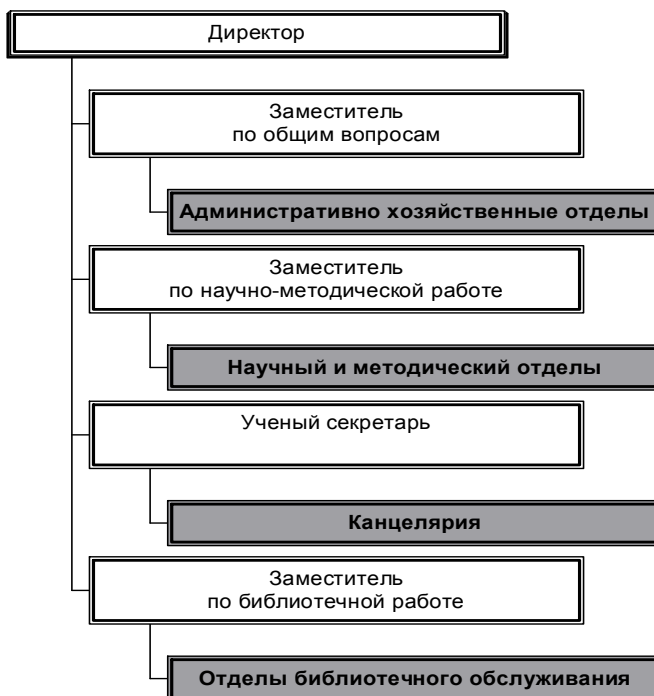 Директор
Заместитель
по общим вопросам
Административно хозяйственные отделы
Заместитель
по научно-методической работе
Научный и методический отделы
Ученый секретарь
Канцелярия
Заместитель
по библиотечной работе
Отделы библиотечного обслуживания